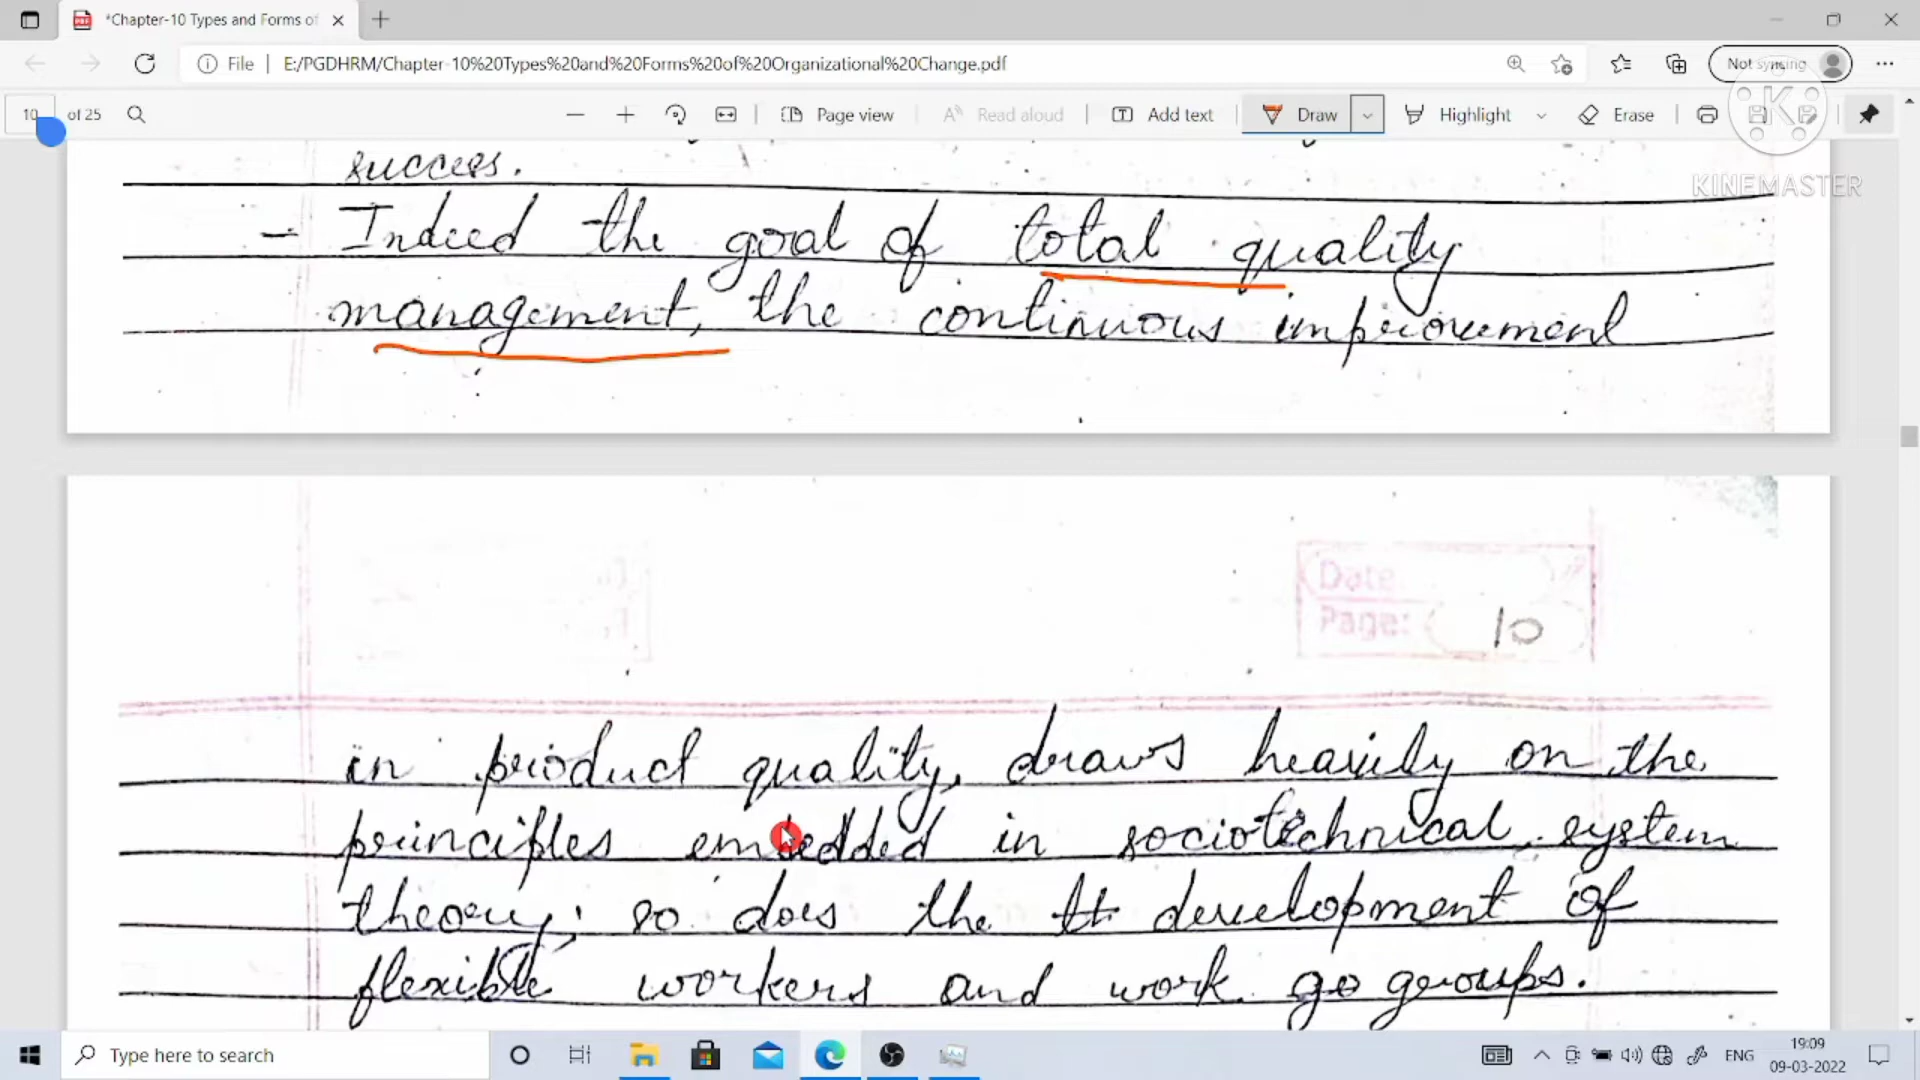 *Chapter-10 Types and Forms of
File | E:/PGDHRM/Chapter-10%20Types%20and%20Forms%20of%20Organizational%20Change.pdf
Not syncing
10 of 25
Page view
Read aloud
Add text
Draw
Highlight
Erase
KINEMASTER
success.
- Indeed the goal of total quality
management, the continuous improvement
Date
Page: 10
in product quality, draws heavily on the
principles embedded in sociotechnical system
theory; so does the development of
flexible workers and work go groups.
Type here to search
ENG
19:09
09-03-2022